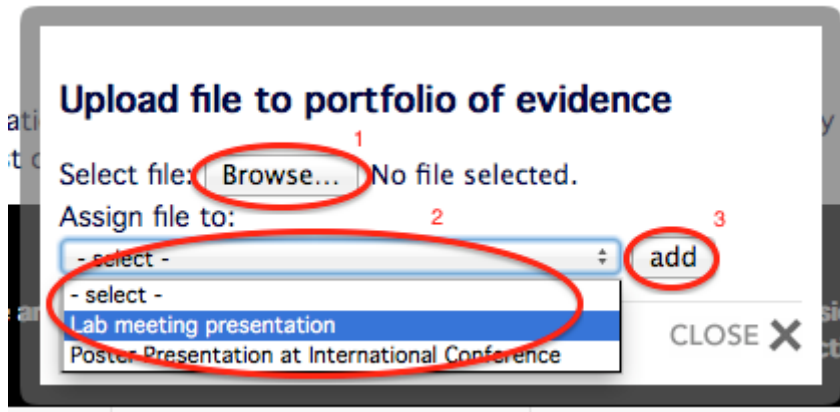 Upload file to portfolio of evidence
1
Select file: Browse... No file selected.
Assign file to:
2
3
- select -
add
- select -
Lab meeting presentation
Poster Presentation at International Conference
CLOSE